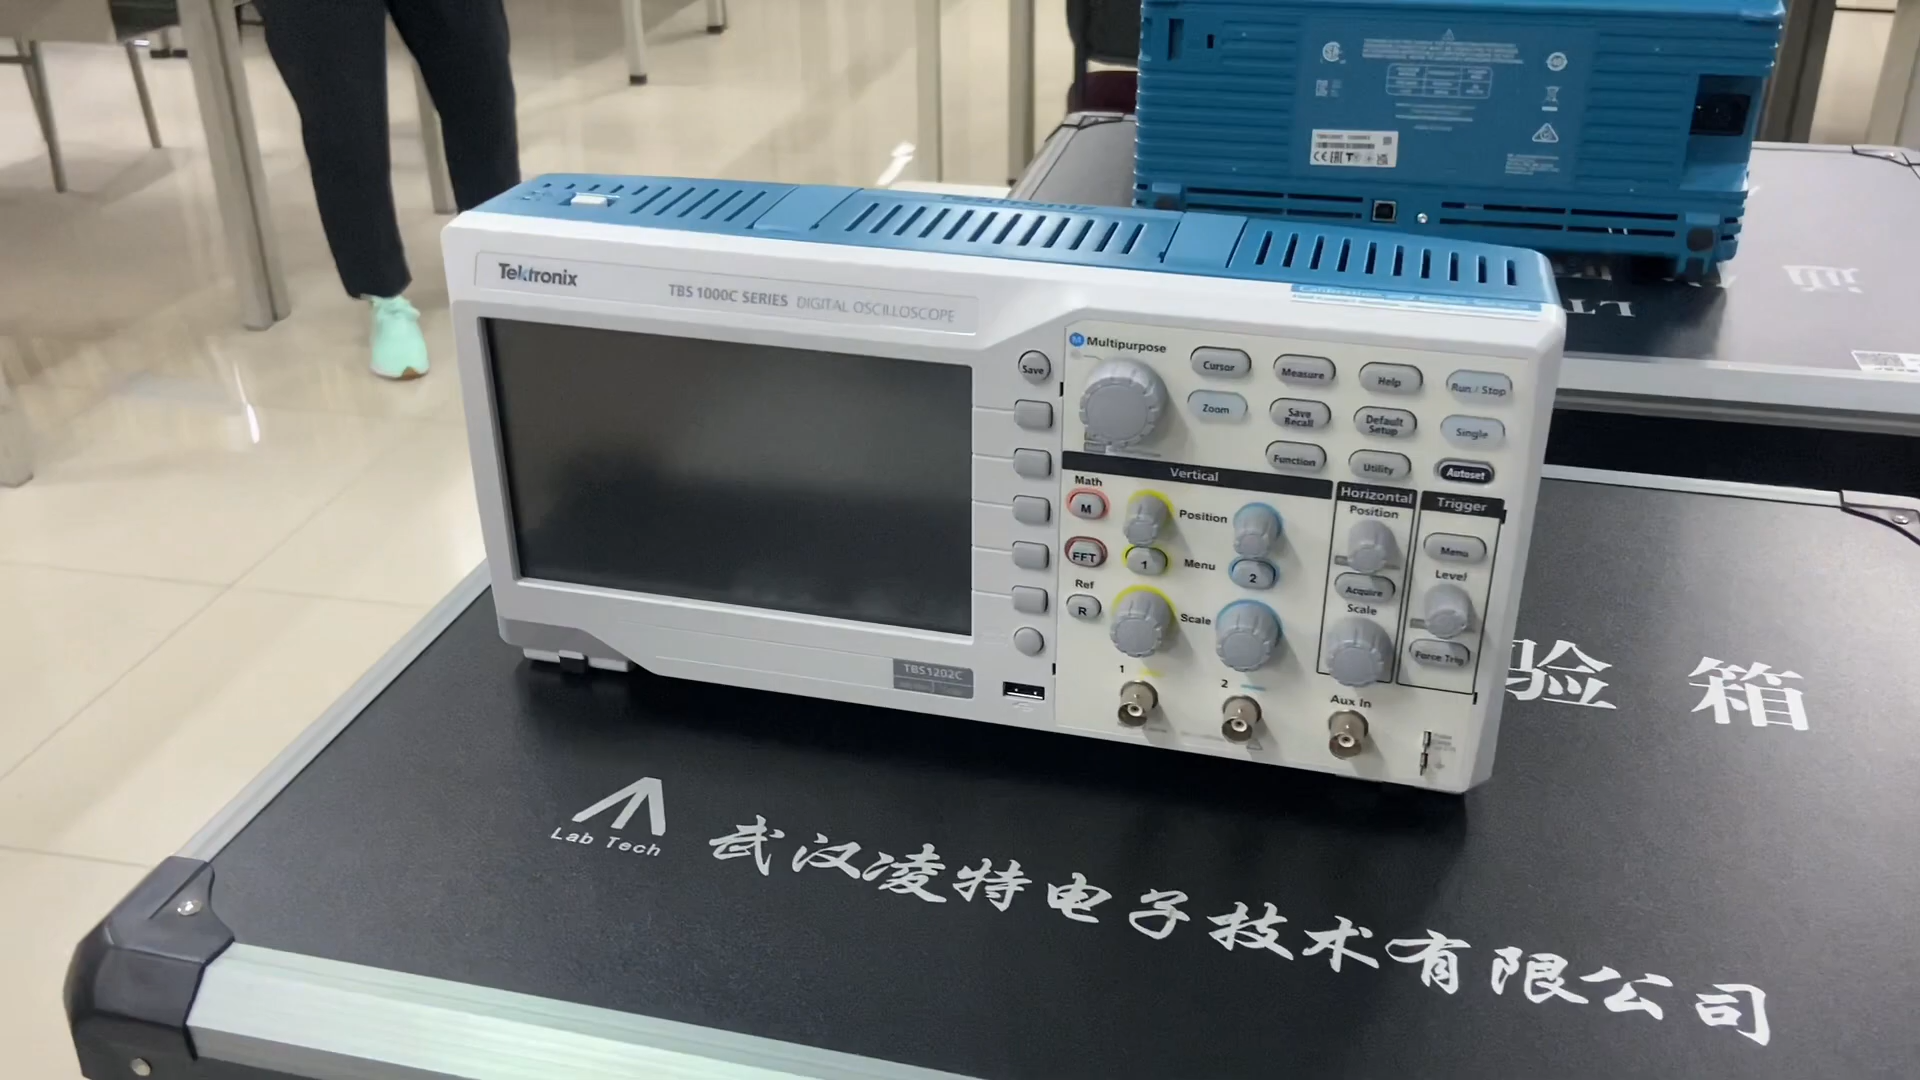 Tektronix
TBS 1000C SERIES DIGITAL OSCILLOSCOPE
Multipurpose
Save
Cursor
Measure
Help
Run / Stop
Zoom
Save Recall
Default Setup
Single
Function
Utility
Autoset
Vertical
Horizontal
Trigger
Math
M
Position
Position
Menu
FFT
1
Menu
2
Acquire
Level
Ref
R
Scale
Scale
Force Trig
TBS1202C
1
2
Aux In
验箱
Lab Tech
武汉凌特电子技术有限公司